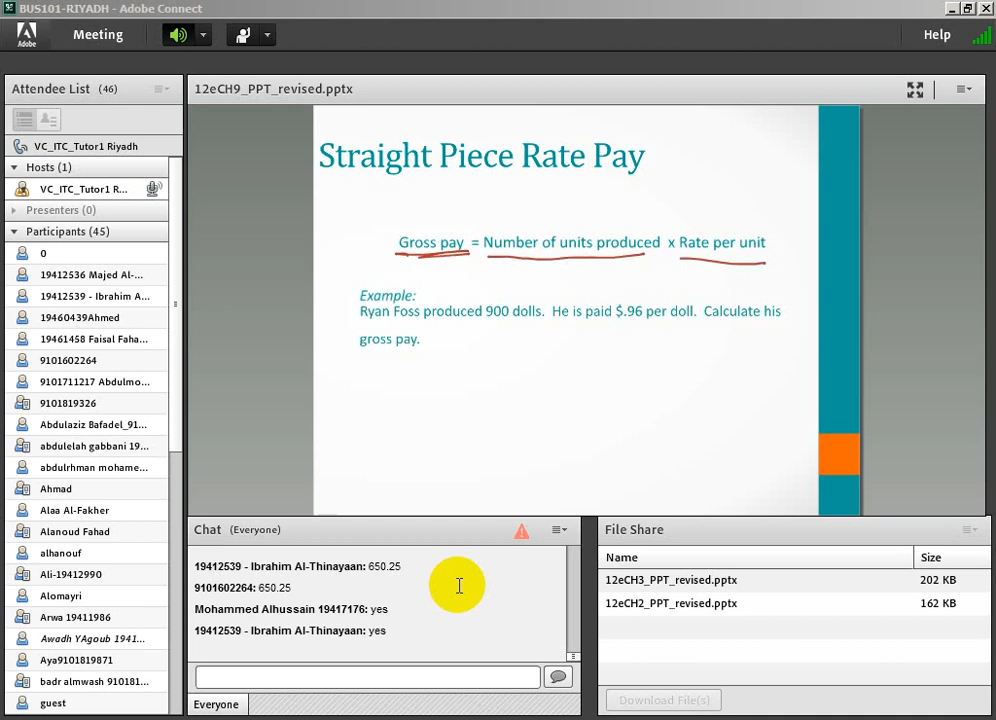 BUS101-RIYADH - Adobe Connect
Adobe
Meeting
Help
Attendee List (46)
VC_ITC_Tutor1 Riyadh
Hosts (1)
VC_ITC_Tutor1 R...
Presenters (0)
Participants (45)
0
19412536 Majed Al-...
19412539 - Ibrahim A...
19460439Ahmed
19461458 Faisal Faha...
9101602264
9101711217 Abdulmo...
9101819326
Abdulaziz Bafadel_91...
abdulelah gabbani 19...
abdulrhman mohame...
Ahmad
Alaa Al-Fakher
Alanoud Fahad
alhanouf
Ali-19412990
Alomayri
Arwa 19411986
Awadh YAgoub 1941...
Aya9101819871
badr almwash 910181...
guest
12eCH9_PPT_revised.pptx
Straight Piece Rate Pay
Gross pay = Number of units produced x Rate per unit
Example:
Ryan Foss produced 900 dolls. He is paid $.96 per doll. Calculate his
gross pay.
Chat (Everyone)
19412539 - Ibrahim Al-Thinayaan: 650.25
9101602264: 650.25
Mohammed Alhussain 19417176: yes
19412539 - Ibrahim Al-Thinayaan: yes
Everyone
File Share
Name Size
12eCH3_PPT_revised.pptx 202 KB
12eCH2_PPT_revised.pptx 162 KB
Download File(s)